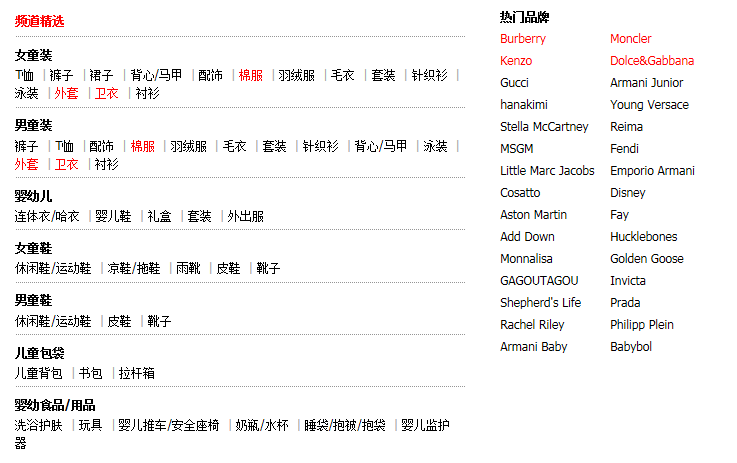 频道精选
女童装
T恤 | 裤子 | 裙子 | 背心/马甲 | 配饰 | 棉服 | 羽绒服 | 毛衣 | 套装 | 针织衫 |
泳装 | 外套 | 卫衣 | 衬衫
男童装
裤子 | T恤 | 配饰 | 棉服 | 羽绒服 | 毛衣 | 套装 | 针织衫 | 背心/马甲 | 泳装 |
外套 | 卫衣 | 衬衫
婴幼儿
连体衣/哈衣 | 婴儿鞋 | 礼盒 | 套装 | 外出服
女童鞋
休闲鞋/运动鞋 | 凉鞋/拖鞋 | 雨靴 | 皮鞋 | 靴子
男童鞋
休闲鞋/运动鞋 | 皮鞋 | 靴子
儿童包袋
儿童背包 | 书包 | 拉杆箱
婴幼食品/用品
洗浴护肤 | 玩具 | 婴儿推车/安全座椅 | 奶瓶/水杯 | 睡袋/抱被/抱袋 | 婴儿监护
器
热门品牌
Burberry Moncler
Kenzo Dolce&Gabbana
Gucci Armani Junior
hanakimi Young Versace
Stella McCartney Reima
MSGM Fendi
Little Marc Jacobs Emporio Armani
Cosatto Disney
Aston Martin Fay
Add Down Hucklebones
Monnalisa Golden Goose
GAGOUTAGOU Invicta
Shepherd's Life Prada
Rachel Riley Philipp Plein
Armani Baby Babybol